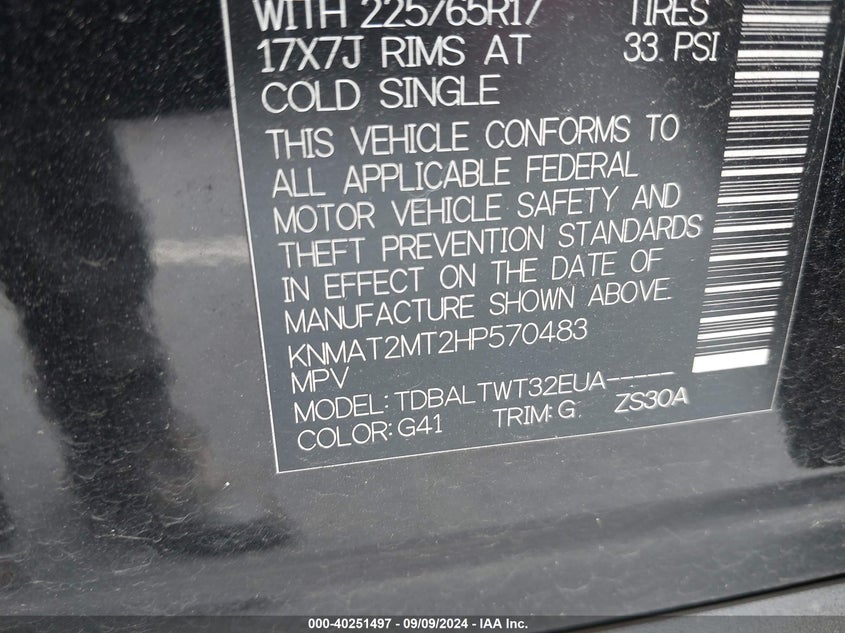 WITH 225/65R17 TIRES
17X7J RIMS AT 33 PSI
COLD SINGLE
THIS VEHICLE CONFORMS TO
ALL APPLICABLE FEDERAL
MOTOR VEHICLE SAFETY AND
THEFT PREVENTION STANDARDS
IN EFFECT ON THE DATE OF
MANUFACTURE SHOWN ABOVE.
KNMAT2MT2HP570483
MPV
MODEL: TDBALTWT32EUA-----
COLOR: G41 TRIM: G ZS30A
000-40251497 - 09/09/2024 - IAA Inc.